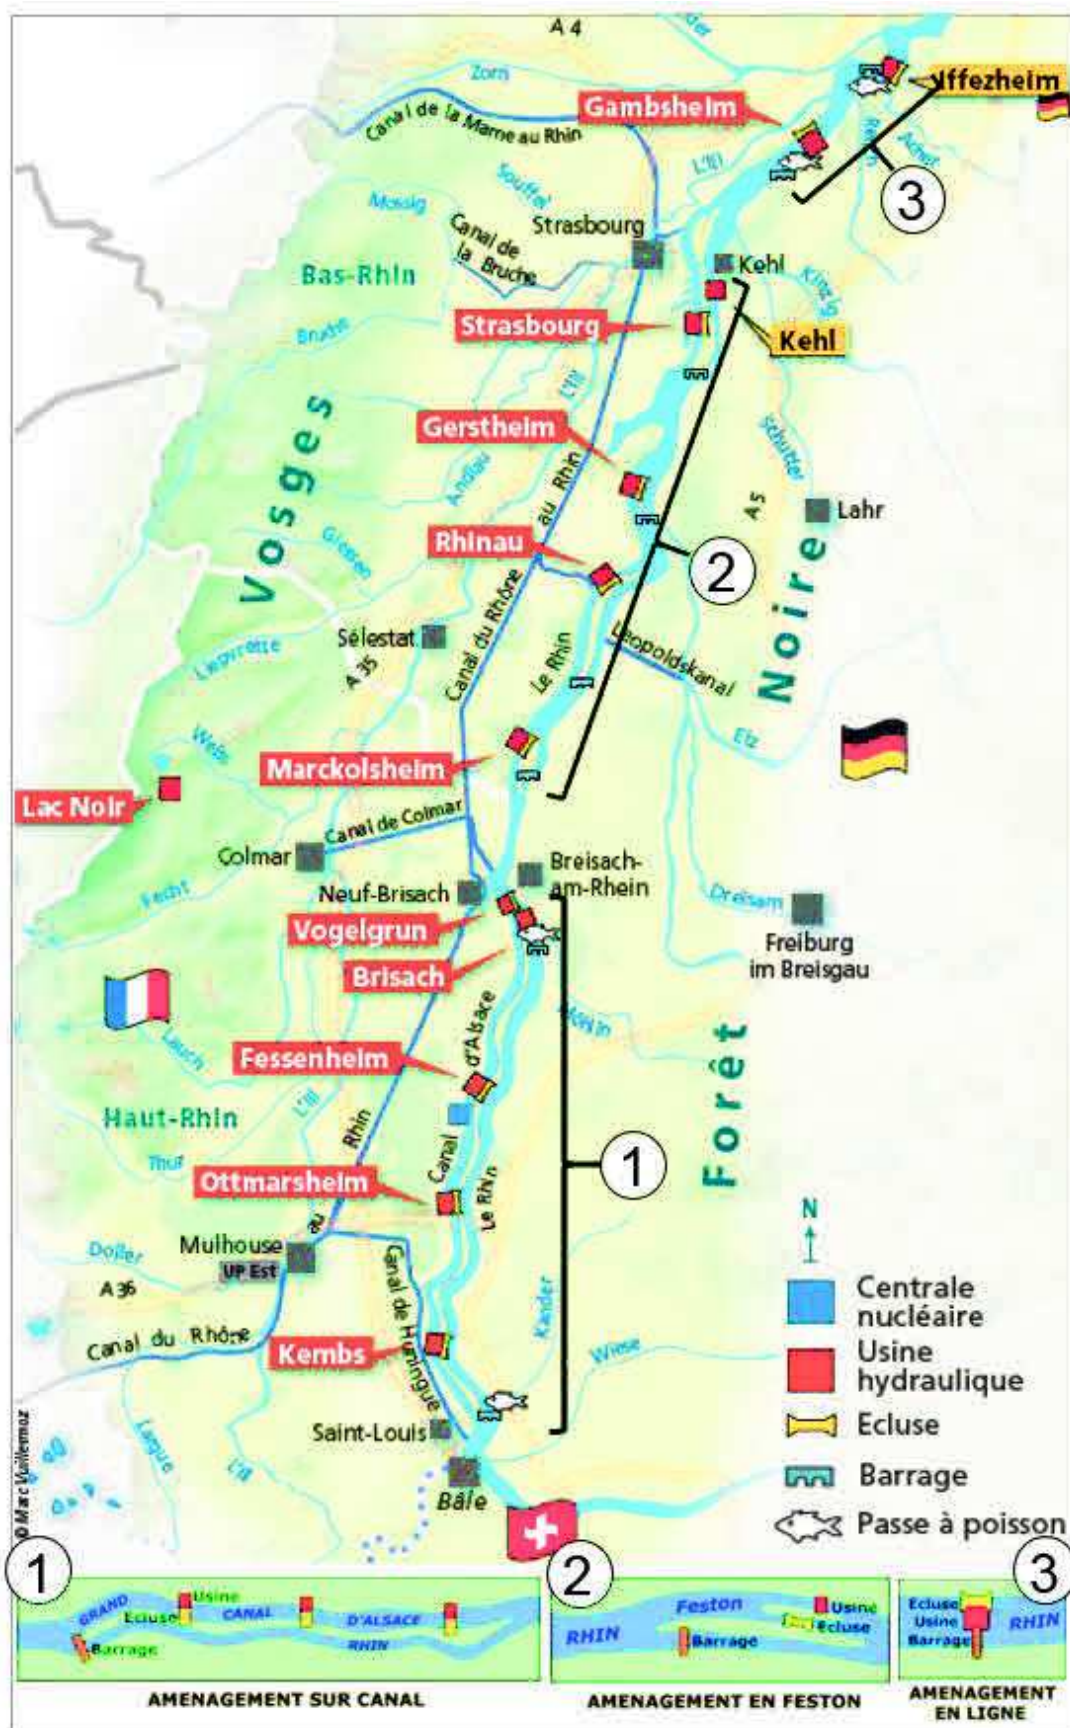 A 4
Zorn
Iffezheim
Gambsheim
Canal de la Marne au Rhin
L'Ill
Rench
Acher
3
Souffel
Mossig
Strasbourg
Canal de
la Bruche
Kehl
Kinzig
Bas-Rhin
Strasbourg
Kehl
Bruche
L'Ill
Gerstheim
Schutter
Andlau
au Rhin
A5
Lahr
Vosges
Giessen
Rhinau
2
Noire
Sélestat
Canal du Rhône
Liepvrette
A 35
Le Rhin
Leopoldskanal
Elz
Weiss
Marckolsheim
Lac Noir
Canal de Colmar
Colmar
Breisach-
am-Rhein
Fecht
Neuf-Brisach
Dreisam
Vogelgrun
Freiburg
im Breisgau
Brisach
d'Alsace
Möhlin
Lauch
Fessenheim
Forêt
L'Ill
Haut-Rhin
Rhin
Thur
Canal
1
Ottmarsheim
Le Rhin
au
N
Doller
Mulhouse
UP Est
A 36
Canal de Huningue
Kander
Centrale
nucléaire
Canal du Rhône
Kembs
Wiese
Usine
hydraulique
Saint-Louis
Ecluse
Largue
L'Ill
Bâle
Barrage
Passe à poisson
© Marc Vuillermoz
1
GRAND
Usine
Ecluse
CANAL
D'ALSACE
RHIN
Barrage
AMENAGEMENT SUR CANAL
2
Feston
Usine
Ecluse
RHIN
Barrage
AMENAGEMENT EN FESTON
3
Ecluse
Usine
RHIN
Barrage
AMENAGEMENT
EN LIGNE